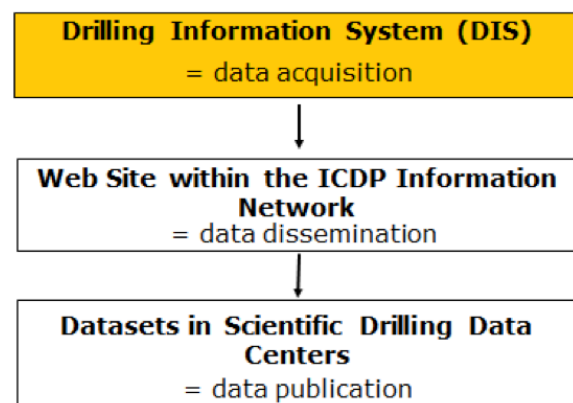 Drilling Information System (DIS)
= data acquisition
Web Site within the ICDP Information
Network
= data dissemination
Datasets in Scientific Drilling Data
Centers
= data publication